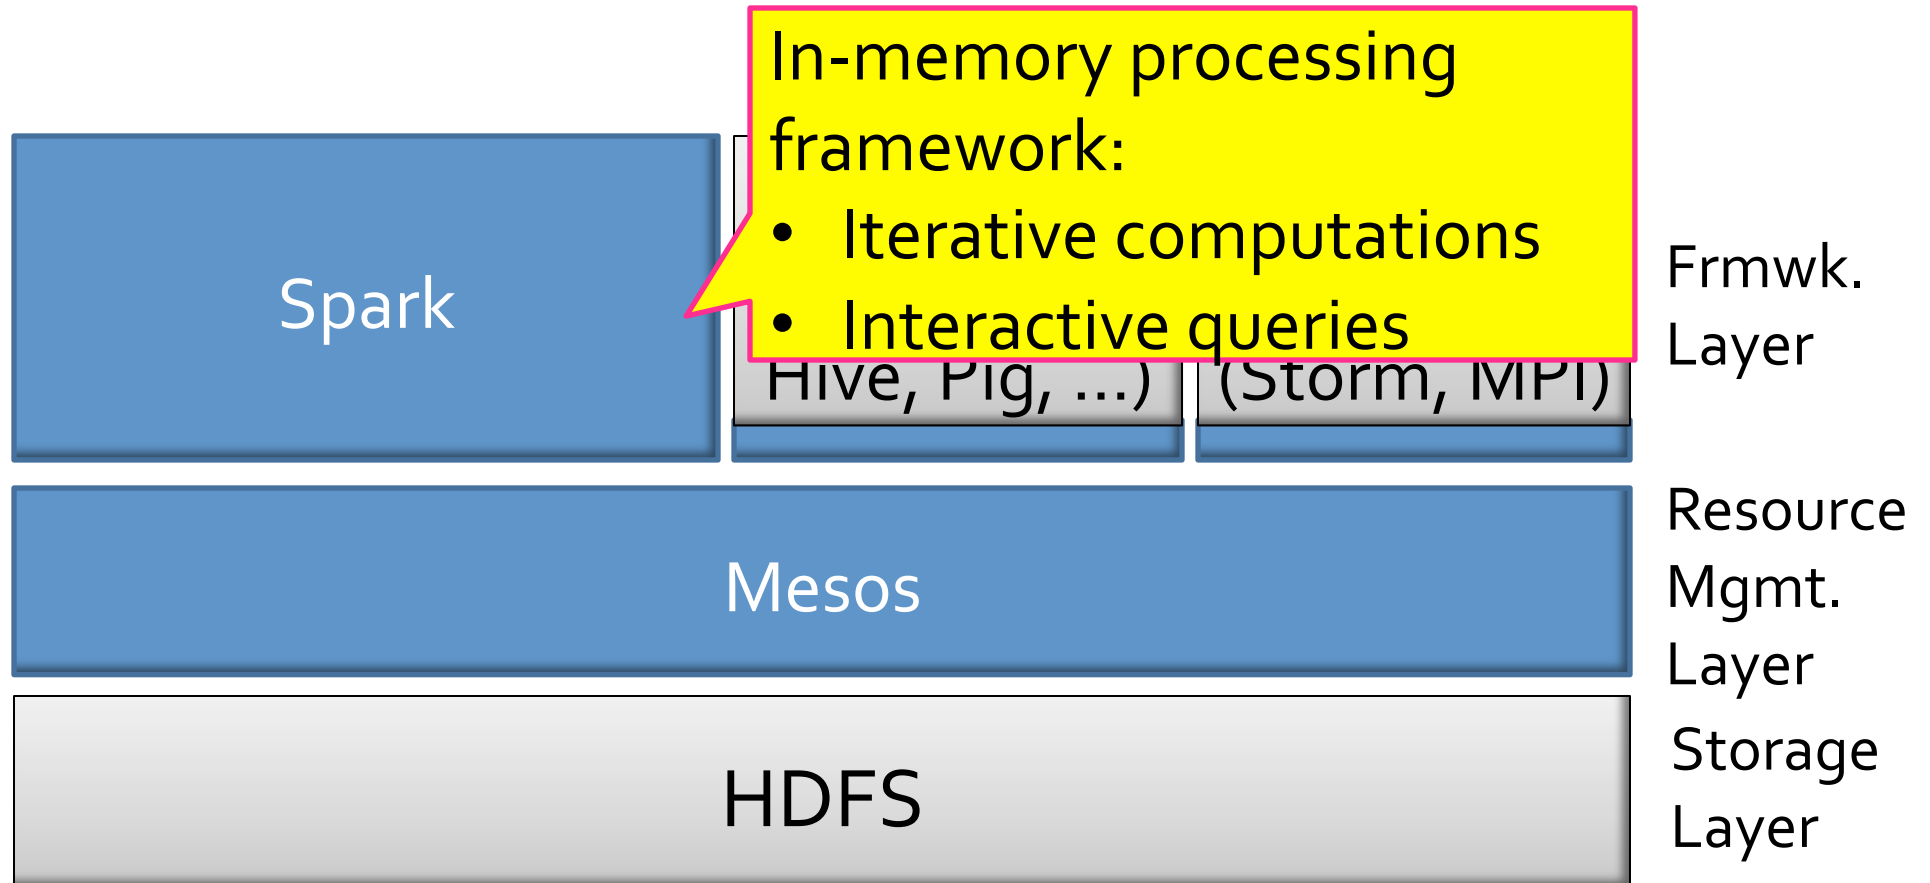 In-memory processing
framework:
• Iterative computations
• Interactive queries
Spark
Hive, Pig, ...)
(Storm, MPI)
Frmwk.
Layer
Mesos
Resource
Mgmt.
Layer
HDFS
Storage
Layer